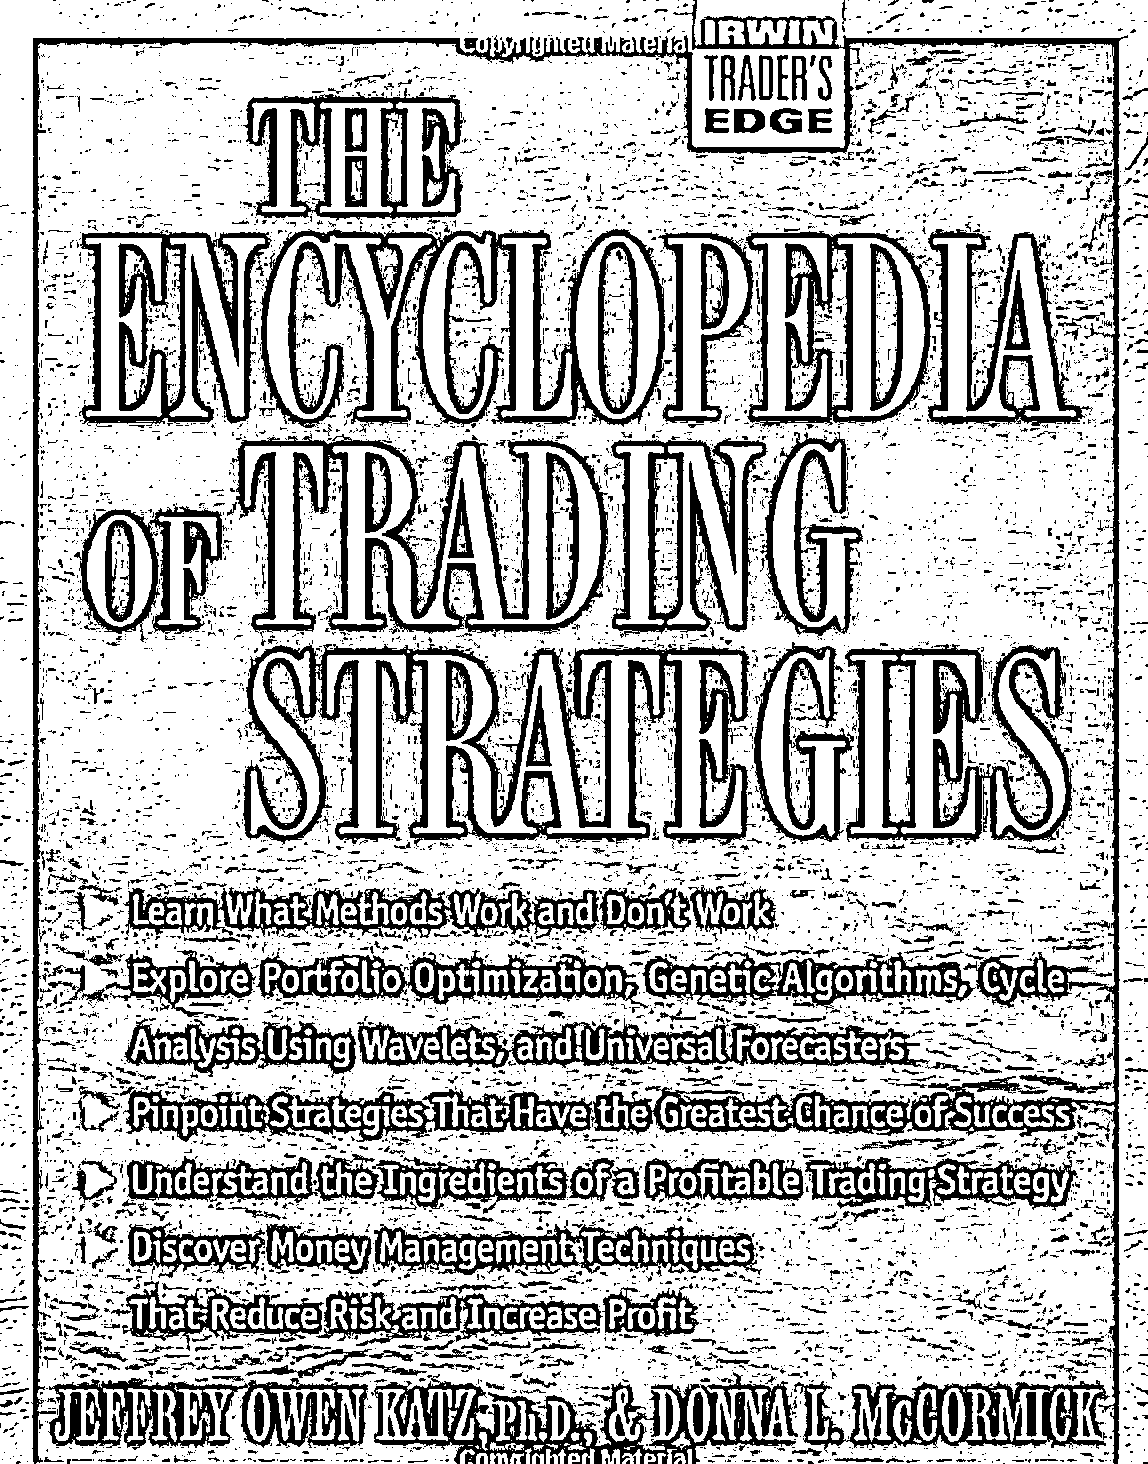 Copyrighted Material
IRWIN
TRADER'S
EDGE
THE
ENCYCLOPEDIA
OF TRADING
STRATEGIES
Learn What Methods Work and Don't Work
Explore Portfolio Optimization, Genetic Algorithms, Cycle
Analysis Using Wavelets, and Universal Forecasters
Pinpoint Strategies That Have the Greatest Chance of Success
Understand the Ingredients of a Profitable Trading Strategy
Discover Money Management Techniques
That Reduce Risk and Increase Profit
JEFFREY OWEN KATZ, Ph.D., & DONNA L. McCORMICK
Copyrighted Material